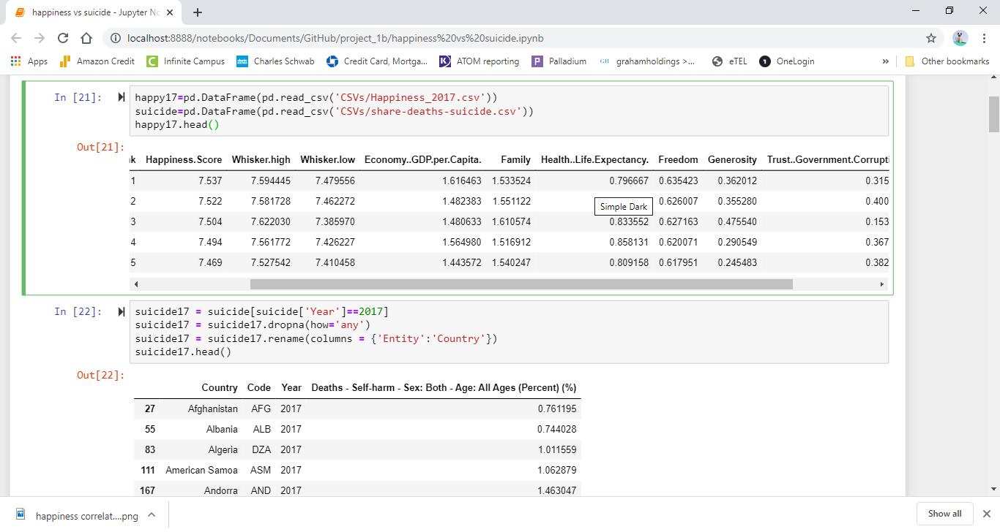 happiness vs suicide - Jupyter No
localhost:8888/notebooks/Documents/GitHub/project_1b/happiness%20vs%20suicide.ipynb
Apps Amazon Credit Infinite Campus Charles Schwab Credit Card, Mortga... ATOM reporting P Palladium GH grahamholdings >... eTEL 1 OneLogin » Other bookmarks
In [21]: happy17=pd.DataFrame(pd.read_csv('CSVs/Happiness_2017.csv'))
suicide=pd.DataFrame(pd.read_csv('CSVs/share-deaths-suicide.csv'))
happy17.head()
Out[21]:
k Happiness.Score Whisker.high Whisker.low Economy..GDP.per.Capita. Family Health..Life.Expectancy. Freedom Generosity Trust..Government.Corrupti
1 7.537 7.594445 7.479556 1.616463 1.533524 0.796667 0.635423 0.362012 0.315
2 7.522 7.581728 7.462272 1.482383 1.551122 0.626007 0.355280 0.400
Simple Dark
3 7.504 7.622030 7.385970 1.480633 1.610574 0.833552 0.627163 0.475540 0.153
4 7.494 7.561772 7.426227 1.564980 1.516912 0.858131 0.620071 0.290549 0.367
5 7.469 7.527542 7.410458 1.443572 1.540247 0.809158 0.617951 0.245483 0.382
In [22]: suicide17 = suicide[suicide['Year']==2017]
suicide17 = suicide17.dropna(how='any')
suicide17 = suicide17.rename(columns = {'Entity':'Country'})
suicide17.head()
Out[22]:
Country Code Year Deaths - Self-harm - Sex: Both - Age: All Ages (Percent) (%)
27 Afghanistan AFG 2017 0.761195
55 Albania ALB 2017 0.744028
83 Algeria DZA 2017 1.011559
111 American Samoa ASM 2017 1.062879
167 Andorra AND 2017 1.463047
happiness correlat....png Show all